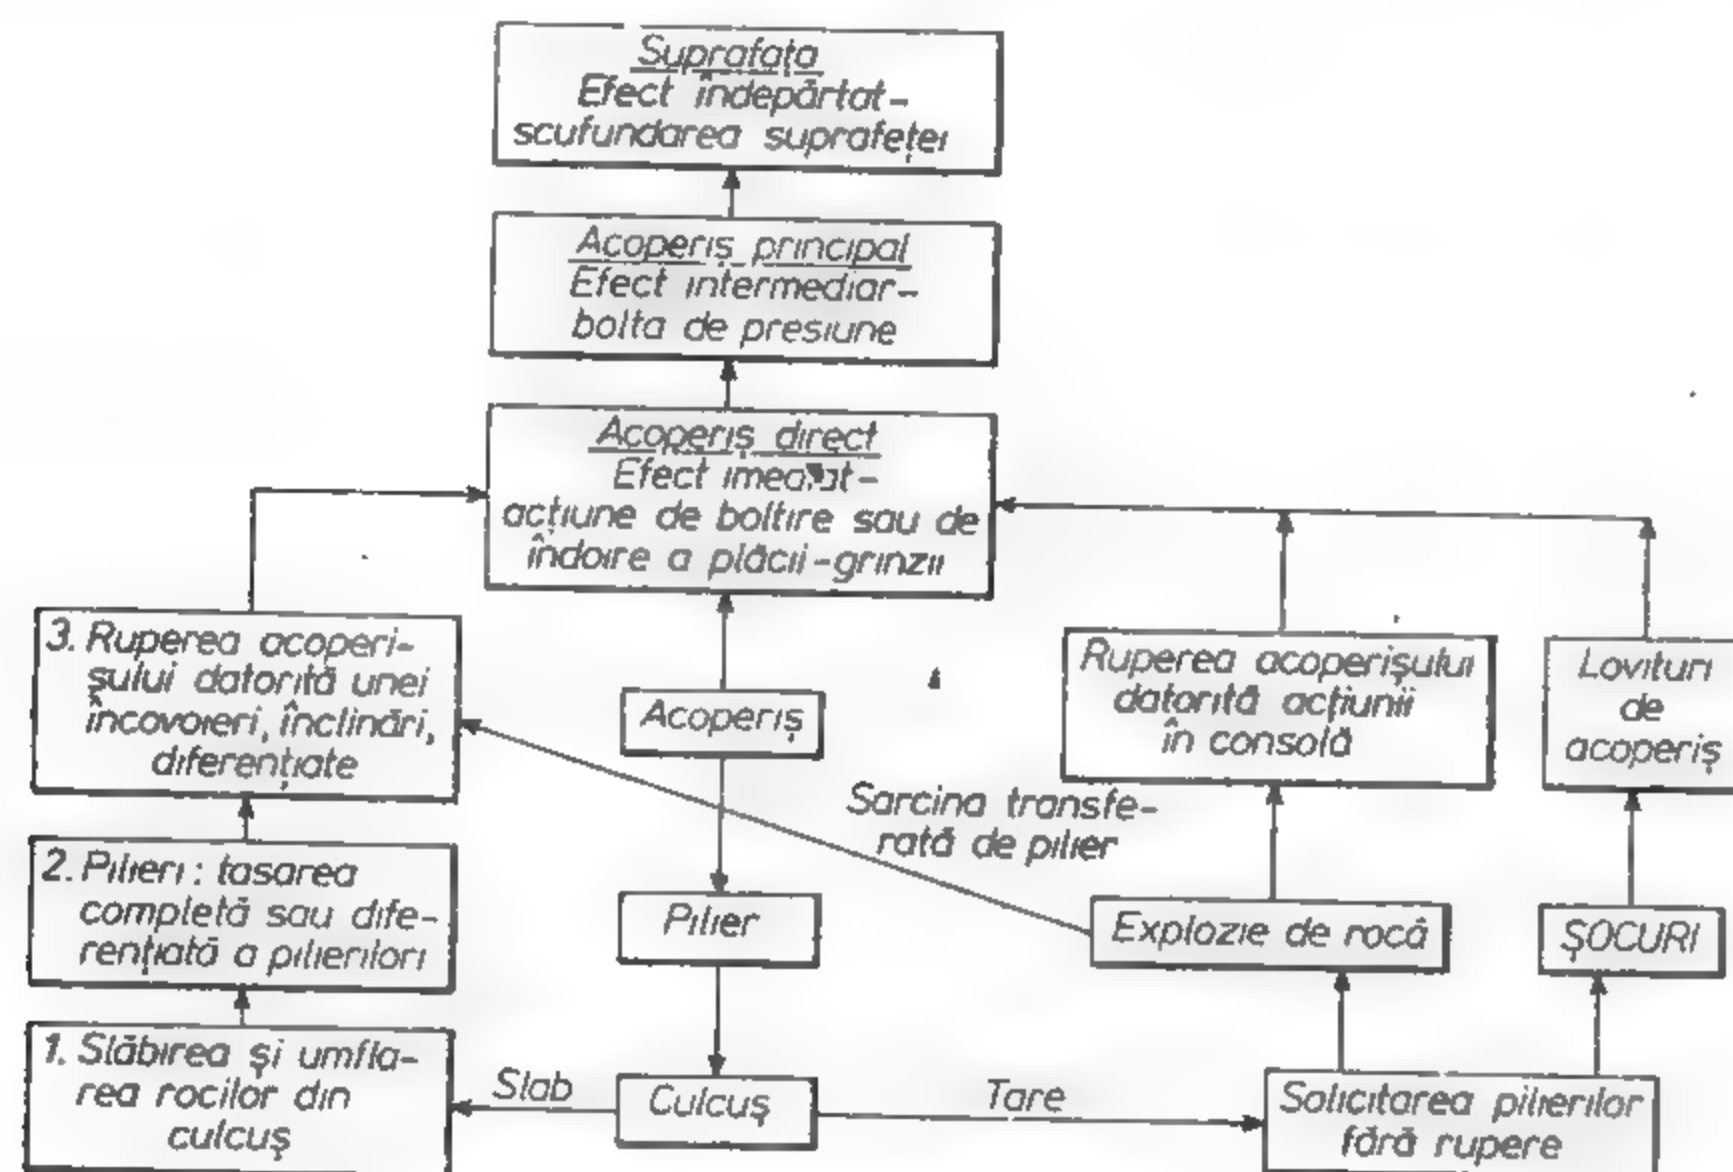 Suprafața
Efect îndepărtat-
scufundarea suprafeței
Acoperiș principal
Efect intermediar-
bolta de presiune
Acoperiș direct
Efect imediat-
acțiune de boltire sau de
îndoire a plăcii-grinzii
3. Ruperea acoperi-
șului datorită unei
încovoieri, înclinări,
diferențiate
Acoperiș
Ruperea acoperișului
datorită acțiunii
în consolă
Lovituri
de
acoperiș
Sarcina transfe-
rată de pilier
2. Pilieri : tasarea
completă sau dife-
rențiată a pilierilor
Pilier
Explozie de rocă
ȘOCURI
1. Slăbirea și umfla-
rea rocilor din
culcuș
Slab
Culcuș
Tare
Solicitarea pilierilor
fără rupere